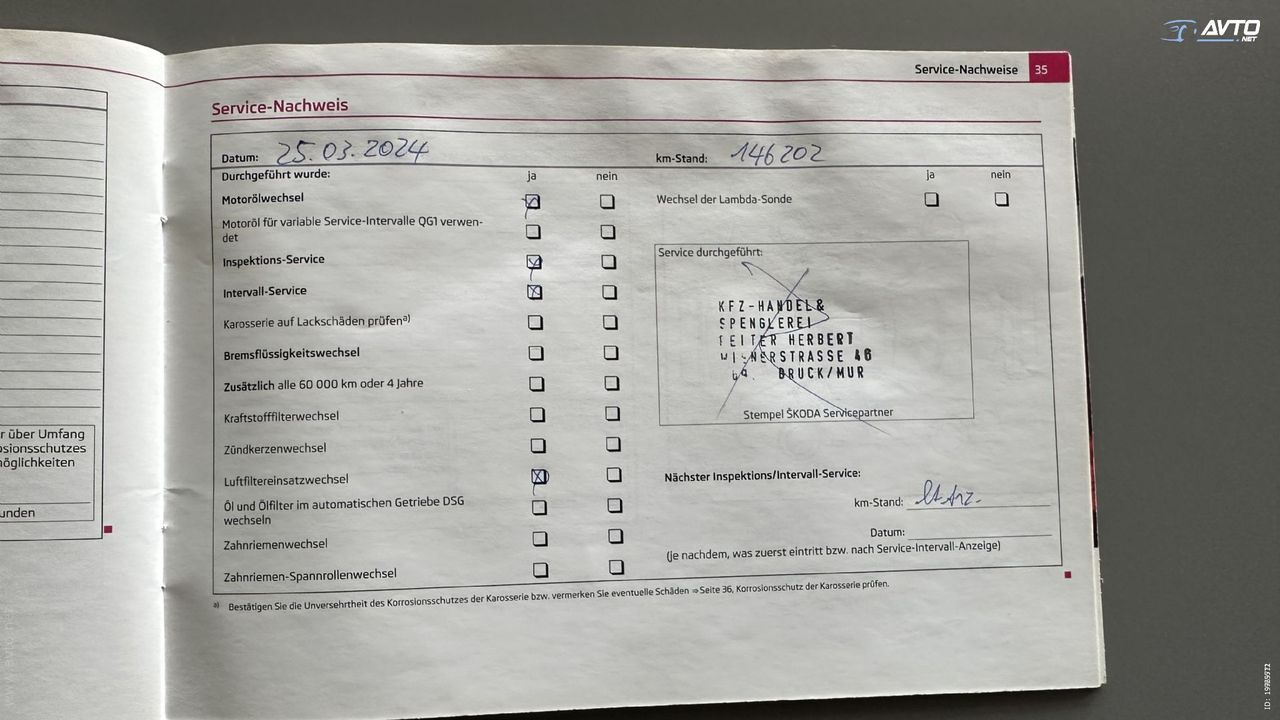 AVTO
.NET
Service-Nachweise 35
Service-Nachweis
Datum: 25.03.2024 km-Stand: 146202
Durchgeführt wurde: ja nein ja nein
Motorölwechsel
Wechsel der Lambda-Sonde
Motoröl für variable Service-Intervalle QG1 verwen-
det
Inspektions-Service
Service durchgeführt:
Intervall-Service
Karosserie auf Lackschäden prüfen a)
Bremsflüssigkeitswechsel
Zusätzlich alle 60 000 km oder 4 Jahre
Kraftstofffilterwechsel
Zündkerzenwechsel
Luftfiltereinsatzwechsel
Öl und Ölfilter im automatischen Getriebe DSG
wechseln
Zahnriemenwechsel
Zahnriemen-Spannrollenwechsel
KFZ-HANDEL&
SPENGLEREI
HERBERT
46
BRUCK/MUR
Stempel ŠKODA Servicepartner
Nächster Inspektions/Intervall-Service:
km-Stand:
Datum:
(je nachdem, was zuerst eintritt bzw. nach Service-Intervall-Anzeige)
a) Bestätigen Sie die Unversehrtheit des Korrosionsschutzes der Karosserie bzw. vermerken Sie eventuelle Schäden ⇒ Seite 36, Korrosionsschutz der Karosserie prüfen.
r über Umfang
osionsschutzes
möglichkeiten
unden
ID: 19989972